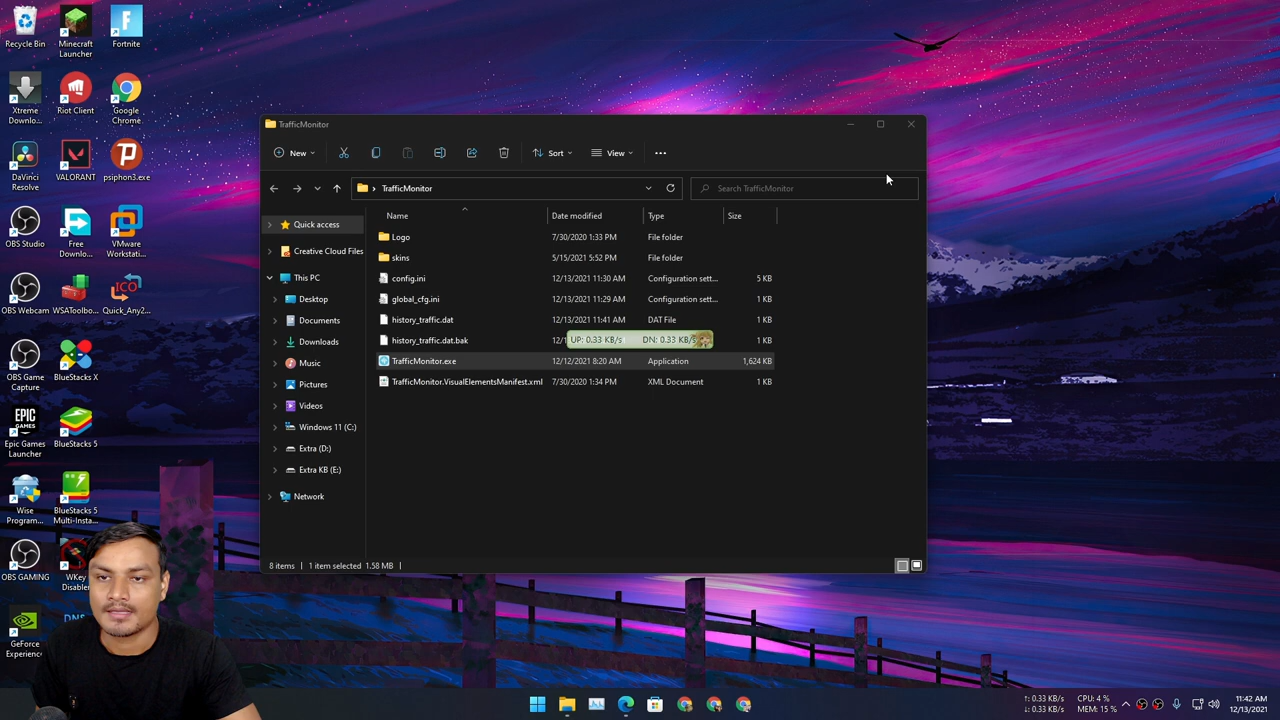 Recycle Bin
Minecraft
Launcher
Fortnite
Xtreme
Downlo...
Riot Client
Google
Chrome
DaVinci
Resolve
VALORANT
psiphon3.exe
OBS Studio
Free
Downlo...
VMware
Workstati...
OBS Webcam
WSAToolbo...
Quick_Any2...
ICO
OBS Game
Capture
BlueStacks X
EPIC
GAMES
Epic Games
Launcher
BlueStacks 5
Wise
Program...
BlueStacks 5
Multi-Insta...
OBS GAMING
WKey
Disable
GeForce
Experience
DNS
TrafficMonitor
New
Sort
View
TrafficMonitor
Search TrafficMonitor
Quick access
Creative Cloud Files
This PC
Desktop
Documents
Downloads
Music
Pictures
Videos
Windows 11 (C:)
Extra (D:)
Extra KB (E:)
Network
Name Date modified Type Size
Logo 7/30/2020 1:33 PM File folder
skins 5/15/2021 5:52 PM File folder
config.ini 12/13/2021 11:30 AM Configuration sett... 5 KB
global_cfg.ini 12/13/2021 11:29 AM Configuration sett... 1 KB
history_traffic.dat 12/13/2021 11:41 AM DAT File 1 KB
history_traffic.dat.bak 12/1 1 KB
UP: 0.33 KB/s DN: 0.33 KB/s
TrafficMonitor.exe 12/12/2021 8:20 AM Application 1,624 KB
TrafficMonitor.VisualElementsManifest.xml 7/30/2020 1:34 PM XML Document 1 KB
8 items 1 item selected 1.58 MB
↑: 0.33 KB/s CPU: 4 %
↓: 0.33 KB/s MEM: 15 %
11:42 AM
12/13/2021